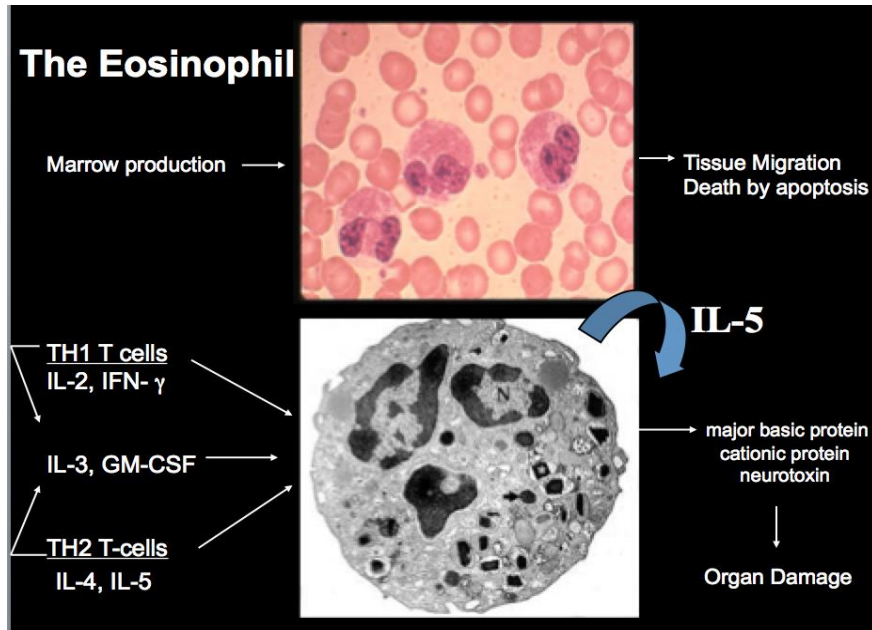 The Eosinophil
Marrow production
Tissue Migration
Death by apoptosis
IL-5
TH1 T cells
IL-2, IFN- γ
IL-3, GM-CSF
TH2 T-cells
IL-4, IL-5
N
major basic protein
cationic protein
neurotoxin
Organ Damage